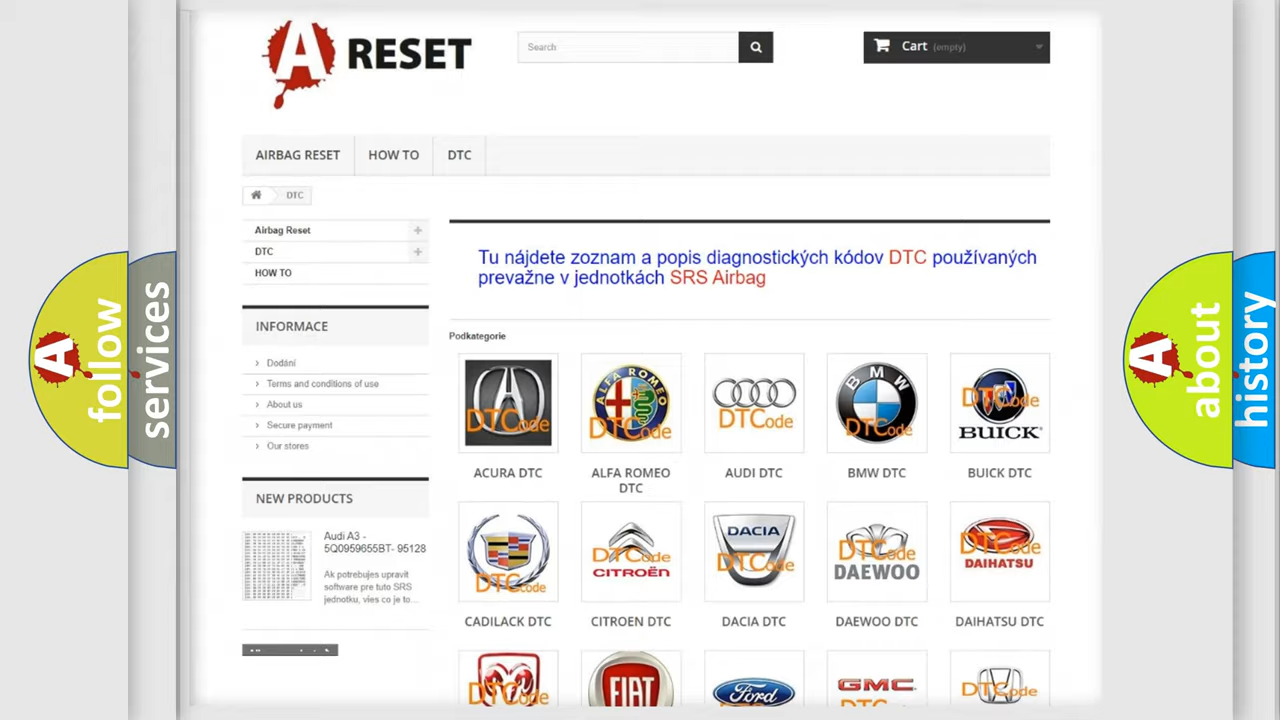 A RESET
Search
Cart (empty)
AIRBAG RESET
HOW TO
DTC
DTC
Airbag Reset
DTC
HOW TO
INFORMACE
Dodání
Terms and conditions of use
About us
Secure payment
Our stores
NEW PRODUCTS
Audi A3 -
5Q0959655BT- 95128
Ak potrebujes upravit
software pre tuto SRS
jednotku, vies co je to...
Tu nájdete zoznam a popis diagnostických kódov DTC používaných
prevažne v jednotkách SRS Airbag
Podkategorie
DTCode
ALFA ROMEO
DTCode
DTCode
BMW
DTCode
DTCode
BUICK
ACURA DTC
ALFA ROMEO
DTC
AUDI DTC
BMW DTC
BUICK DTC
DTCode
DTCode
CITROËN
DACIA
DTCode
DTCode
DAEWOO
DTCode
DAIHATSU
CADILACK DTC
CITROEN DTC
DACIA DTC
DAEWOO DTC
DAIHATSU DTC
DTCode
FIAT
Ford
GMC
DTCode
A follow
services
A about
history